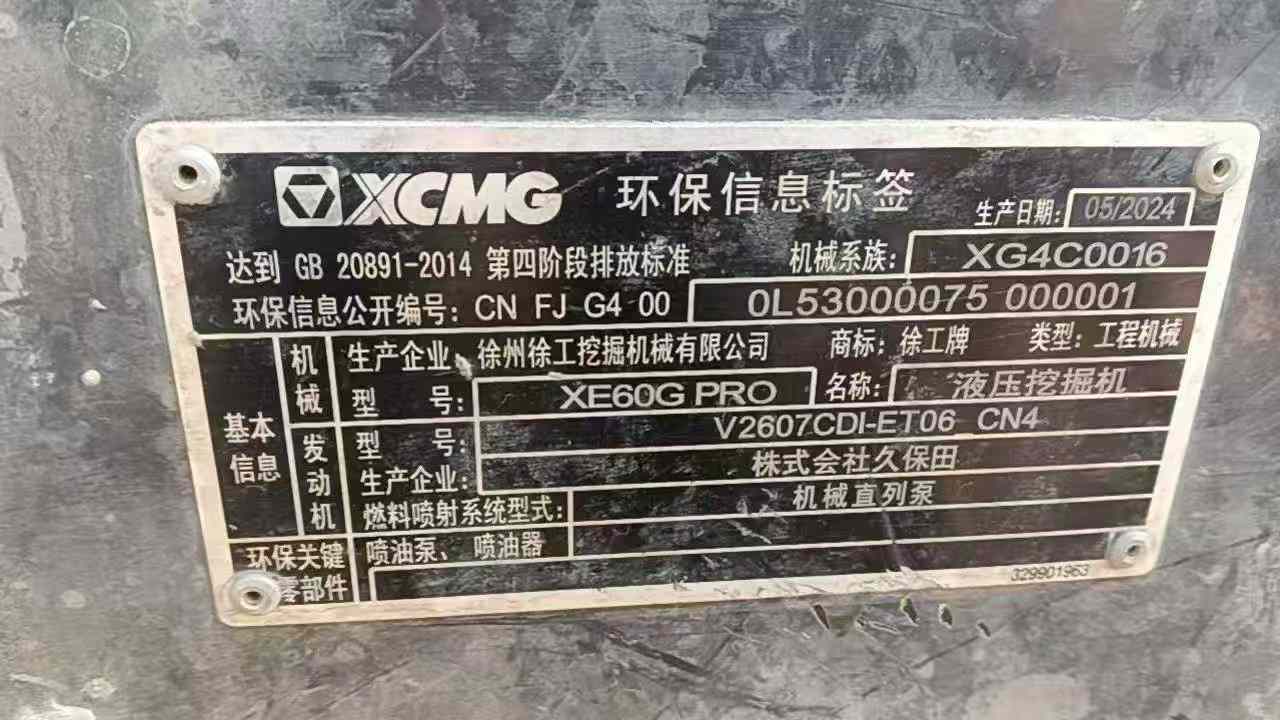 XCMG 环保信息标签 生产日期: 05/2024
达到 GB 20891-2014 第四阶段排放标准 机械系族: XG4C0016
环保信息公开编号: CN FJ G4 00 0L53000075 000001
基本信息 机械 生产企业: 徐州徐工挖掘机械有限公司 商标: 徐工牌 类型: 工程机械
型 号: XE60G PRO 名称: 液压挖掘机
发动机 型 号: V2607CDI-ET06 CN4
生产企业: 株式会社久保田
燃料喷射系统型式: 机械直列泵
环保关键零部件 喷油泵、喷油器
329901963